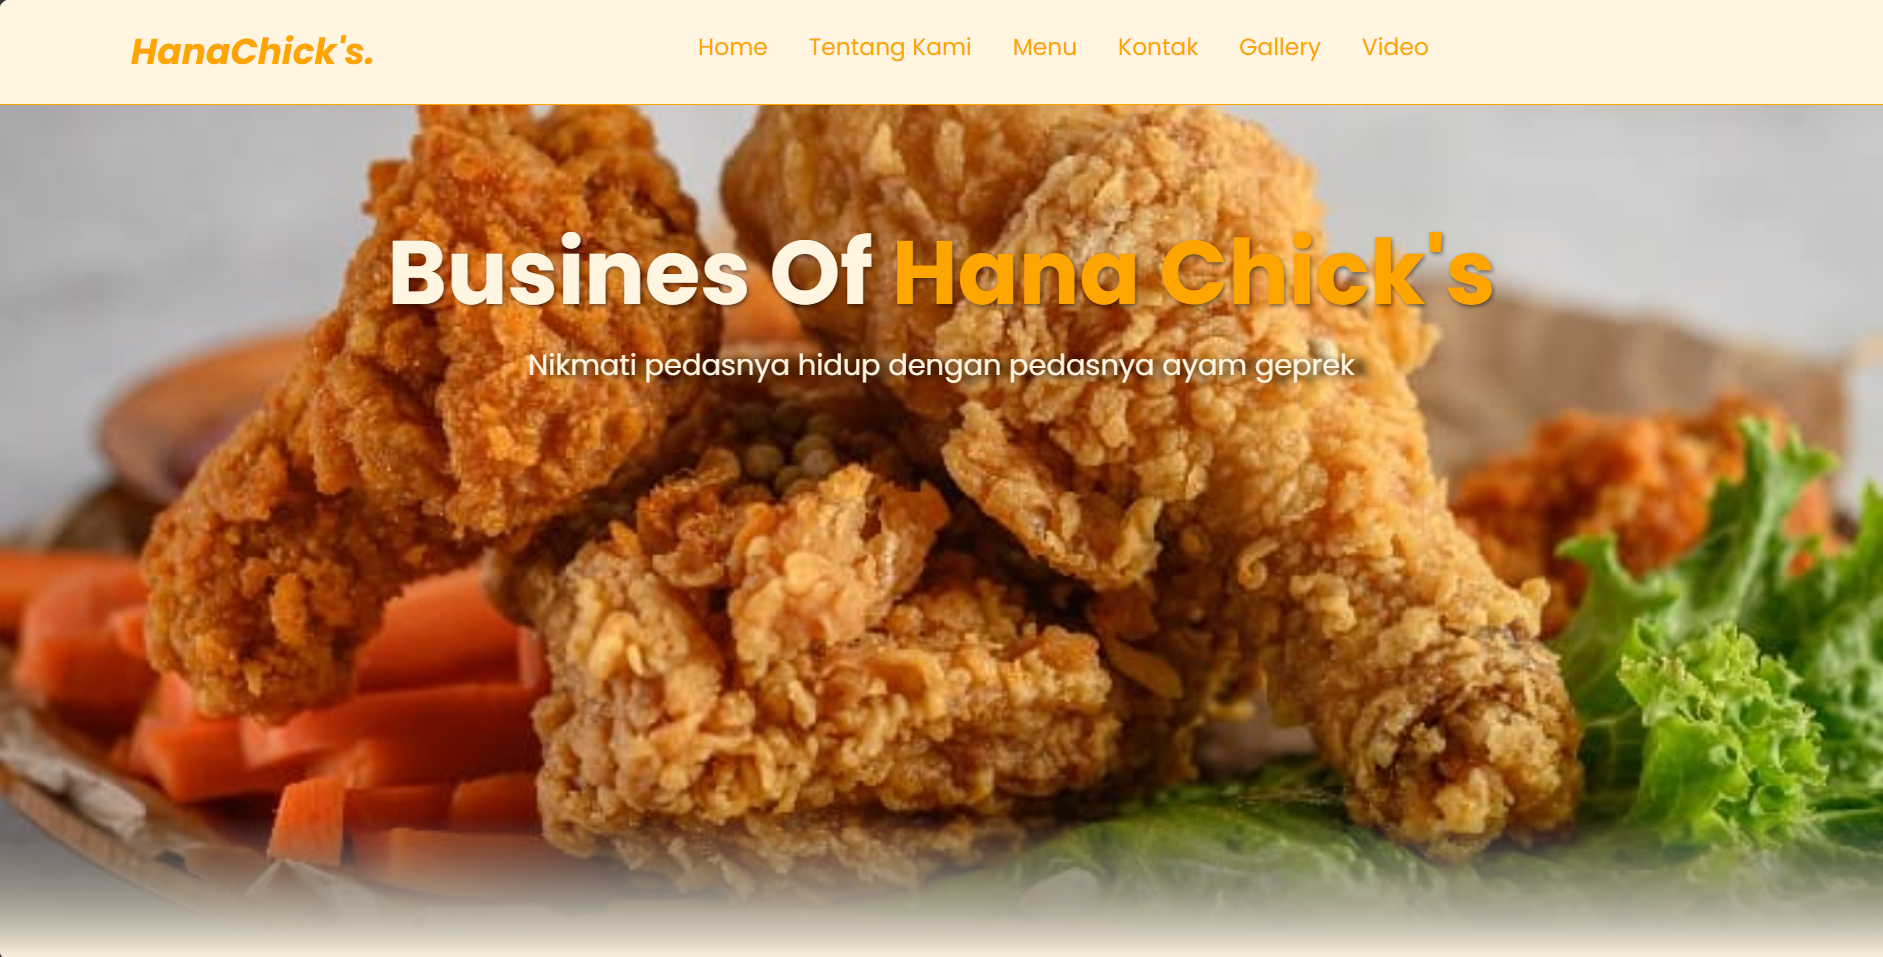 HanaChick's.
Home Tentang Kami Menu Kontak Gallery Video
Busines Of Hana Chick's
Nikmati pedasnya hidup dengan pedasnya ayam geprek